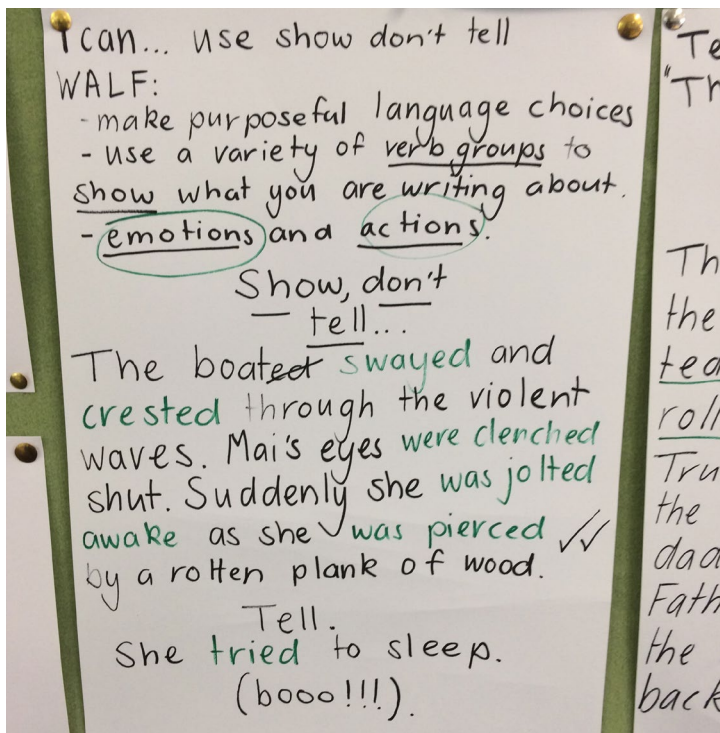 I can... use show don't tell
WALF:
- make purposeful language choices
- use a variety of verb groups to
show what you are writing about.
- emotions and actions.
Show, don't
tell...
The boated swayed and
crested through the violent
waves. Mai's eyes were clenched
shut. Suddenly she was jolted
awake as she was pierced
by a rotten plank of wood.
Tell.
She tried to sleep.
(booo!!!).
Th
the
roll
Tru
the
dad
Fath
the
back